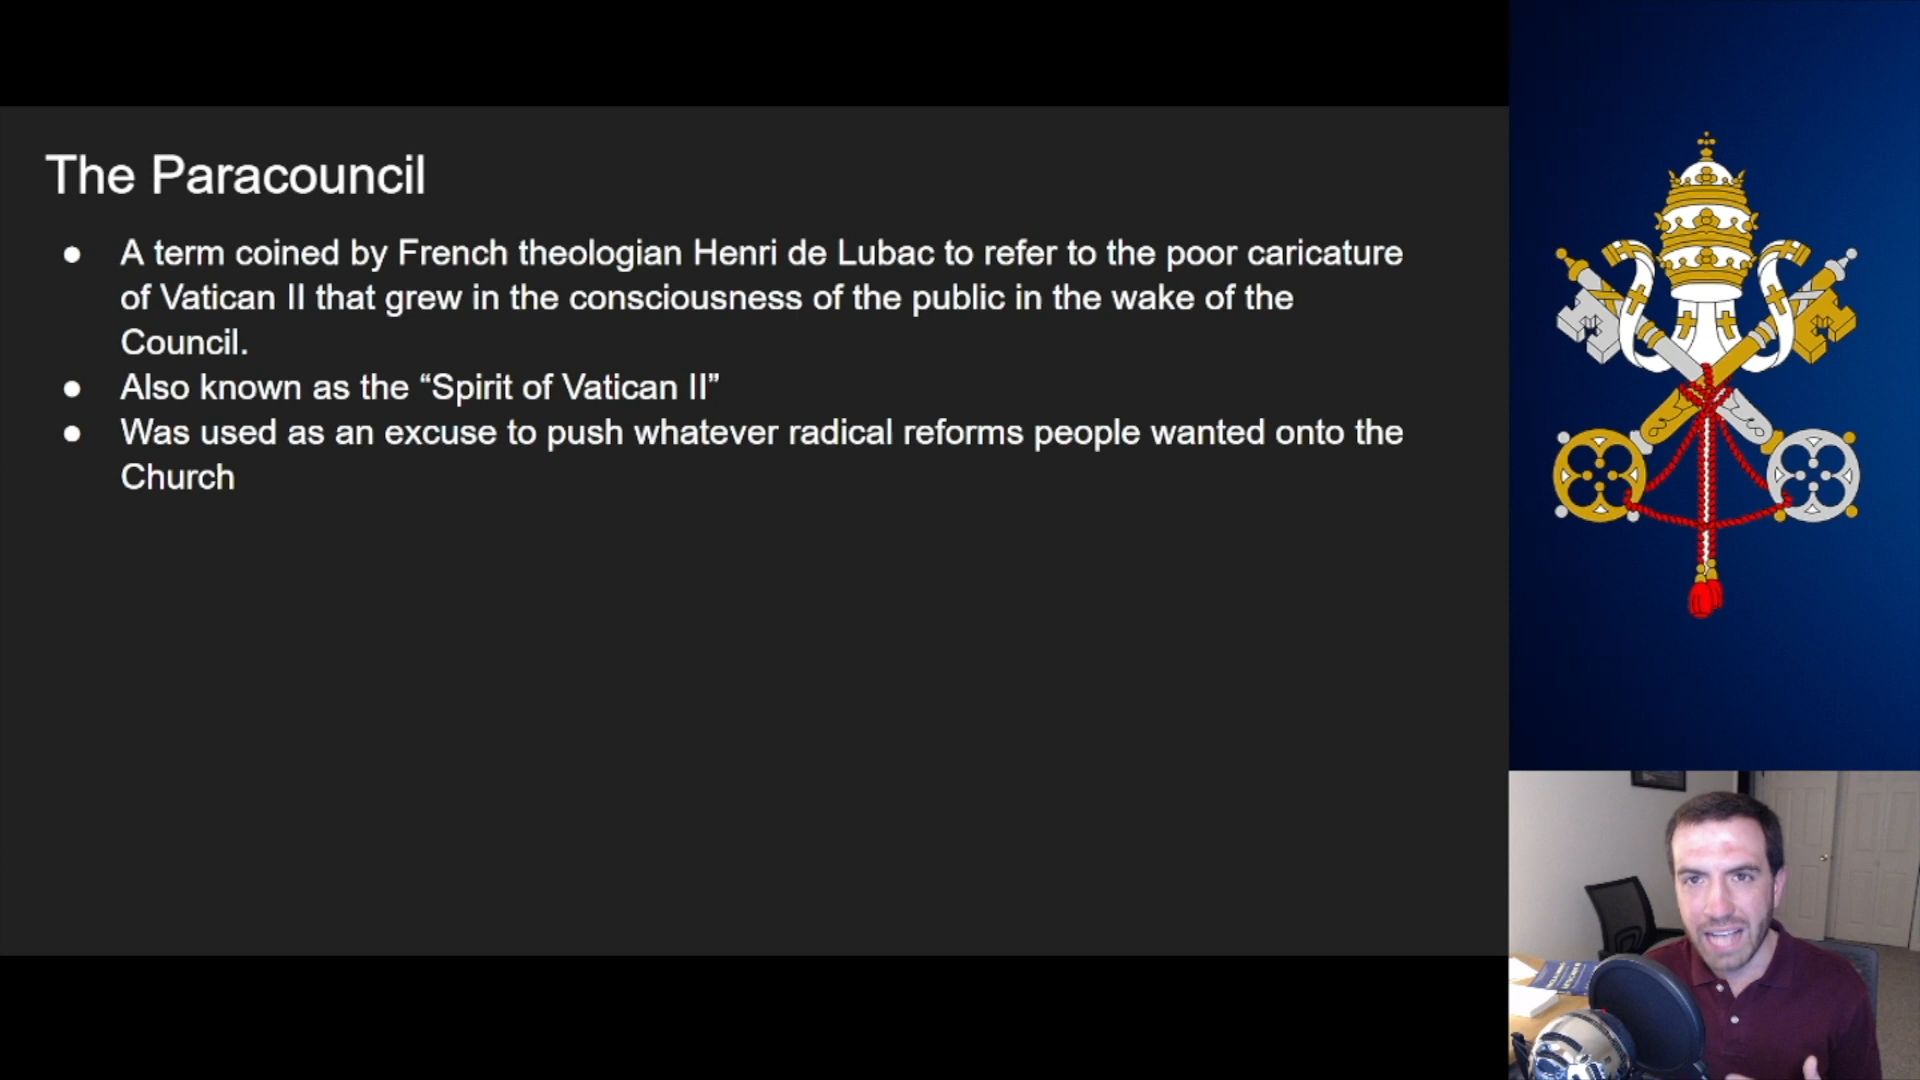 The Paracouncil
● A term coined by French theologian Henri de Lubac to refer to the poor caricature
of Vatican II that grew in the consciousness of the public in the wake of the
Council.
● Also known as the “Spirit of Vatican II”
● Was used as an excuse to push whatever radical reforms people wanted onto the
Church